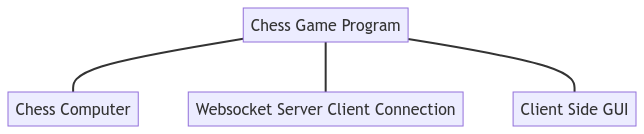 Chess Game Program
Chess Computer
Websocket Server Client Connection
Client Side GUI